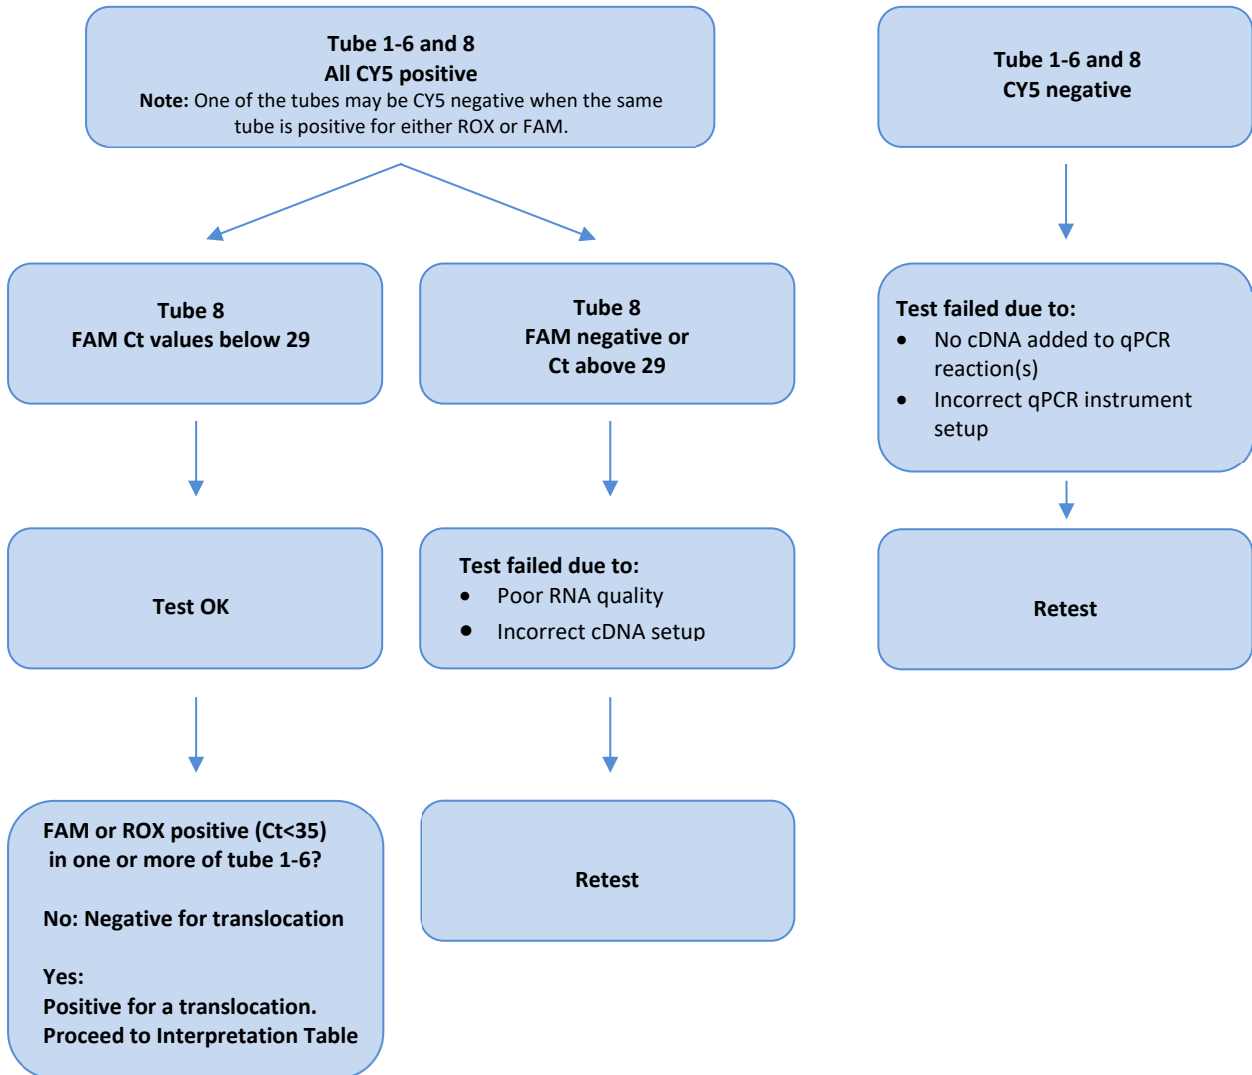 Tube 1-6 and 8
All CY5 positive
Note: One of the tubes may be CY5 negative when the same
tube is positive for either ROX or FAM.
Tube 1-6 and 8
CY5 negative
Tube 8
FAM Ct values below 29
Tube 8
FAM negative or
Ct above 29
Test failed due to:
• No cDNA added to qPCR
reaction(s)
• Incorrect qPCR instrument
setup
Test OK
Test failed due to:
• Poor RNA quality
• Incorrect cDNA setup
Retest
FAM or ROX positive (Ct<35)
in one or more of tube 1-6?
No: Negative for translocation
Yes:
Positive for a translocation.
Proceed to Interpretation Table
Retest